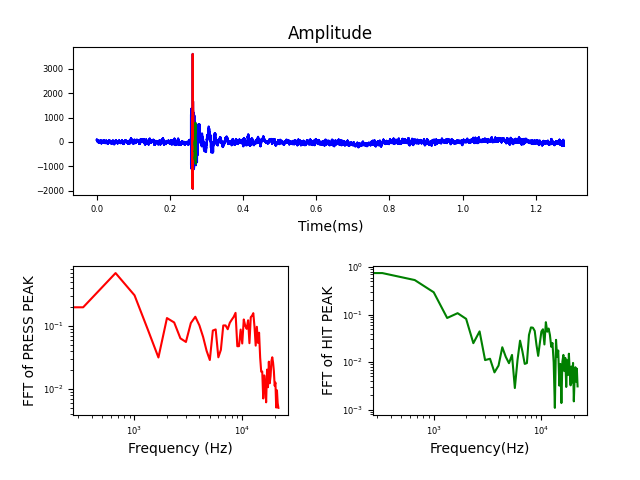 Amplitude
3000
2000
1000
0
−1000
−2000
0.0 0.2 0.4 0.6 0.8 1.0 1.2
Time(ms)
FFT of PRESS PEAK
10⁻¹
10⁻²
10³ 10⁴
Frequency (Hz)
FFT of HIT PEAK
10⁰
10⁻¹
10⁻²
10⁻³
10³ 10⁴
Frequency(Hz)